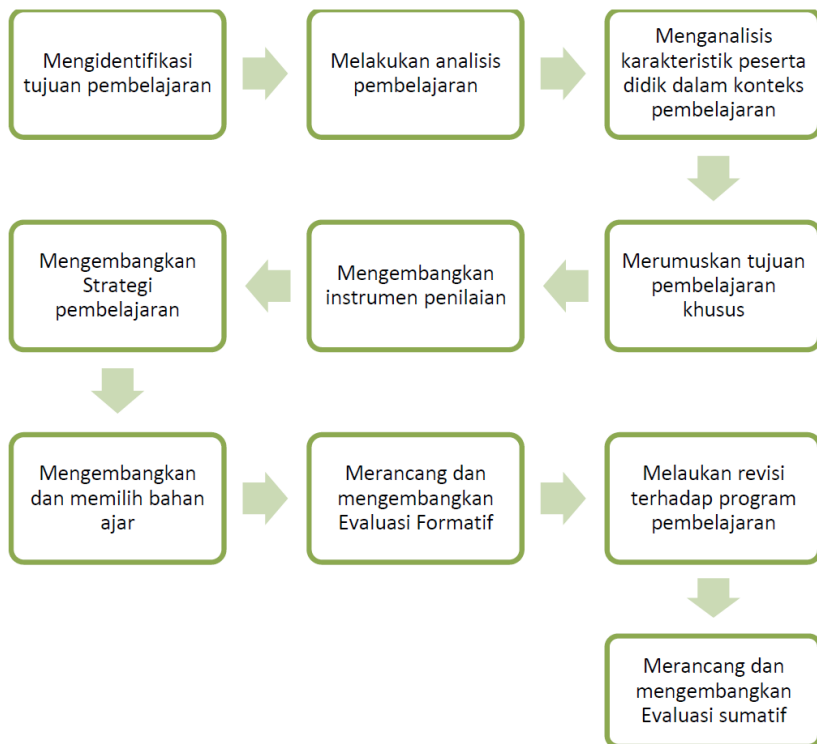 Mengidentifikasi
tujuan pembelajaran
Melakukan analisis
pembelajaran
Menganalisis
karakteristik peserta
didik dalam konteks
pembelajaran
Merumuskan tujuan
pembelajaran
khusus
Mengembangkan
instrumen penilaian
Mengembangkan
Strategi
pembelajaran
Mengembangkan
dan memilih bahan
ajar
Merancang dan
mengembangkan
Evaluasi Formatif
Melaukan revisi
terhadap program
pembelajaran
Merancang dan
mengembangkan
Evaluasi sumatif